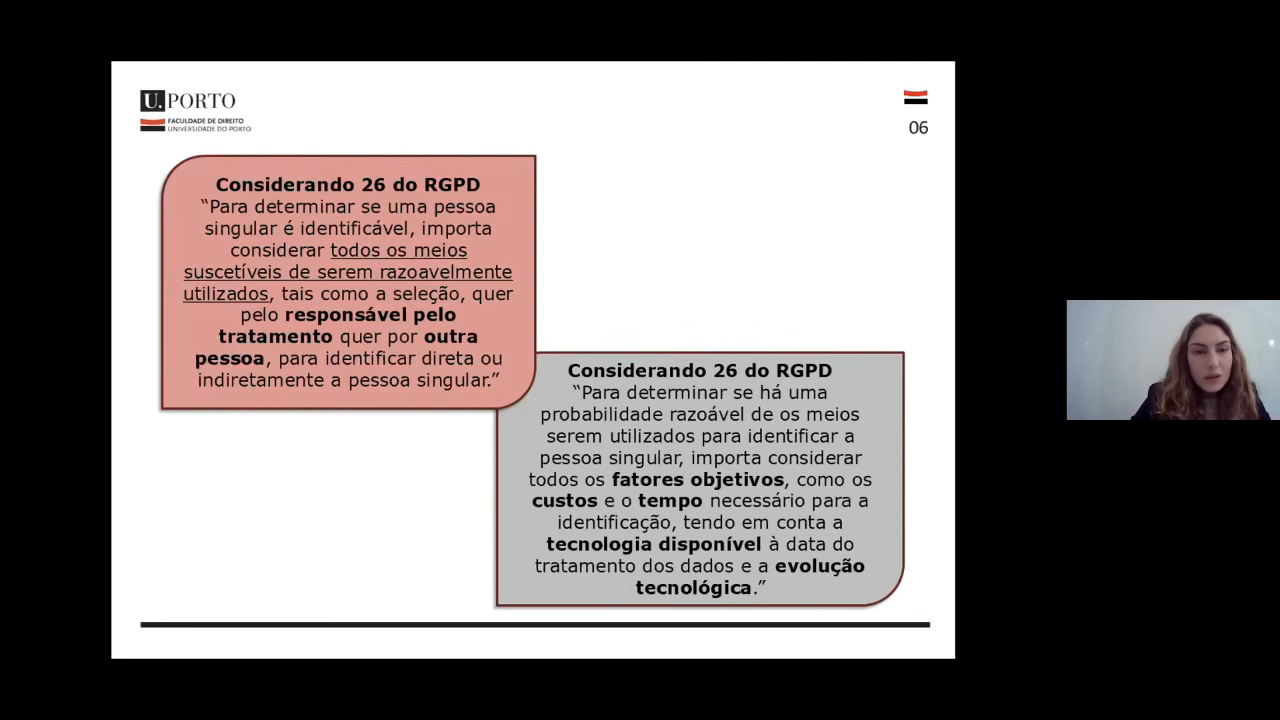 U.PORTO
FACULDADE DE DIREITO
UNIVERSIDADE DO PORTO
06
Considerando 26 do RGPD
“Para determinar se uma pessoa
singular é identificável, importa
considerar todos os meios
suscetíveis de serem razoavelmente
utilizados, tais como a seleção, quer
pelo responsável pelo
tratamento quer por outra
pessoa, para identificar direta ou
indiretamente a pessoa singular.”
Considerando 26 do RGPD
“Para determinar se há uma
probabilidade razoável de os meios
serem utilizados para identificar a
pessoa singular, importa considerar
todos os fatores objetivos, como os
custos e o tempo necessário para a
identificação, tendo em conta a
tecnologia disponível à data do
tratamento dos dados e a evolução
tecnológica.”